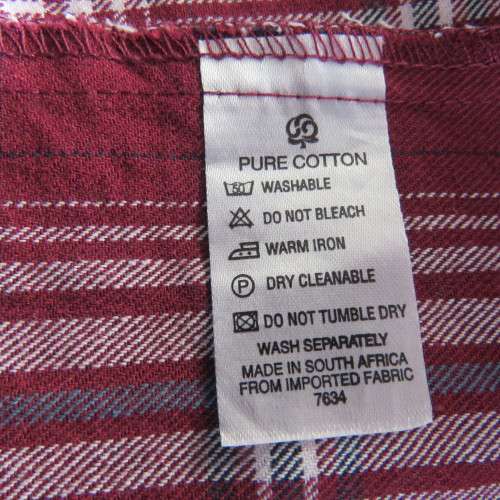 PURE COTTON
50 WASHABLE
DO NOT BLEACH
WARM IRON
P DRY CLEANABLE
DO NOT TUMBLE DRY
WASH SEPARATELY
MADE IN SOUTH AFRICA
FROM IMPORTED FABRIC
7634